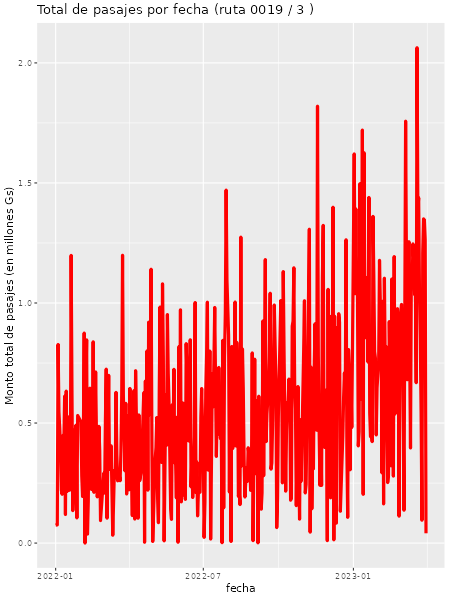 Total de pasajes por fecha (ruta 0019 / 3 )
Monto total de pasajes (en millones Gs)
2.0
1.5
1.0
0.5
0.0
2022-01 2022-07 2023-01
fecha